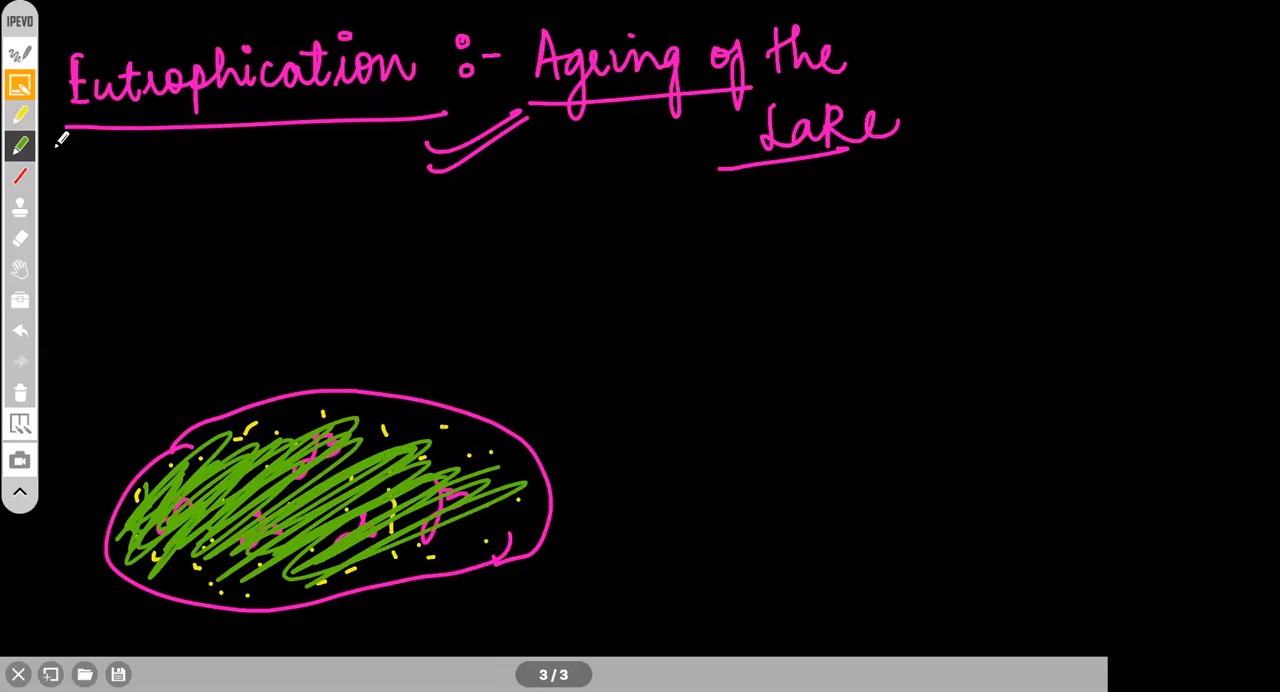 IPEVO
Eutrophication :- Ageing of the
Lake
3 / 3